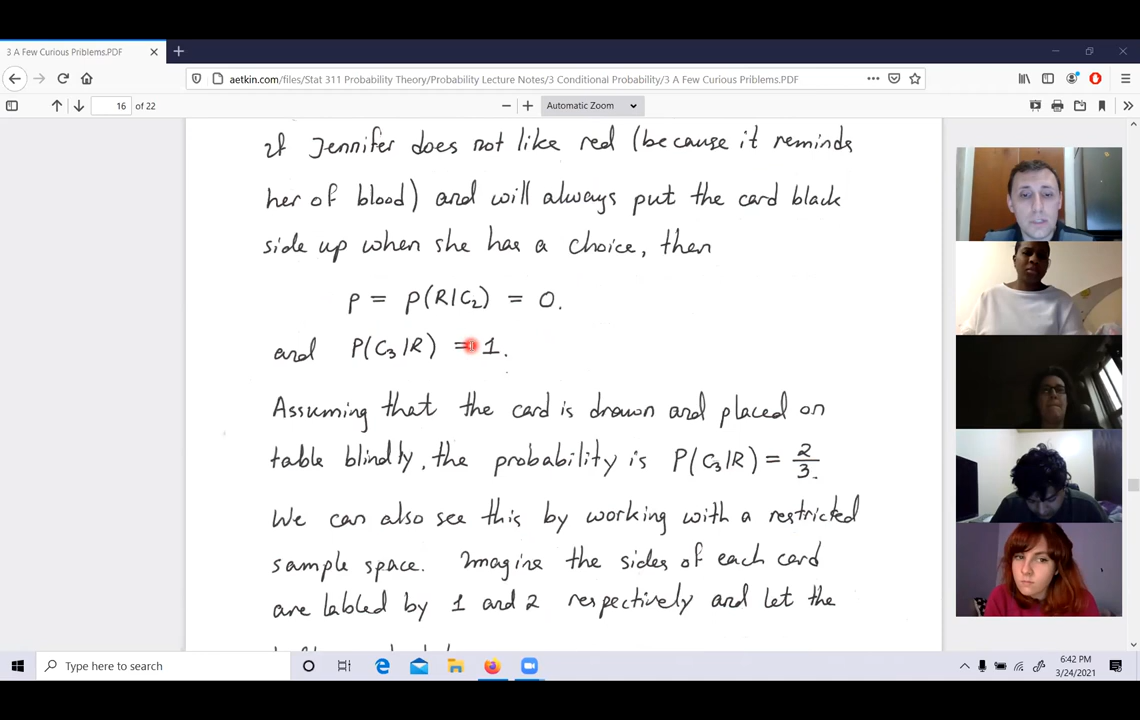 3 A Few Curious Priblems.PDF
aetkin.com/files/Stat 311 Probability Theory/Probability Lecture Notes/3 Conditional Probability/3 A Few Curious Priblems.PDF
16 of 22
Automatic Zoom
if Jennifer does not like red (because it reminds
her of blood) and will always put the card black
side up when she has a choice, then
p = P(R|C₂) = 0.
and P(C₃|R) = 1.
Assuming that the card is drawn and placed on
table blindly, the probability is P(C₃|R) = 2/3.
We can also see this by working with a restricted
sample space. Imagine the sides of each card
are labled by 1 and 2 respectively and let the
Type here to search
6:42 PM
3/24/2021